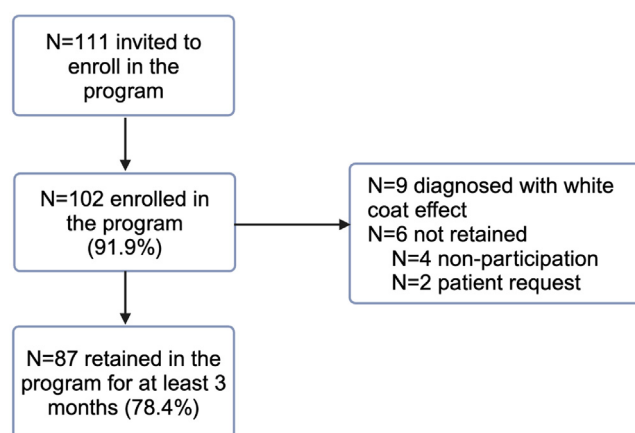 N=111 invited to
enroll in the
program
N=102 enrolled in
the program
(91.9%)
N=9 diagnosed with white
coat effect
N=6 not retained
N=4 non-participation
N=2 patient request
N=87 retained in the
program for at least 3
months (78.4%)